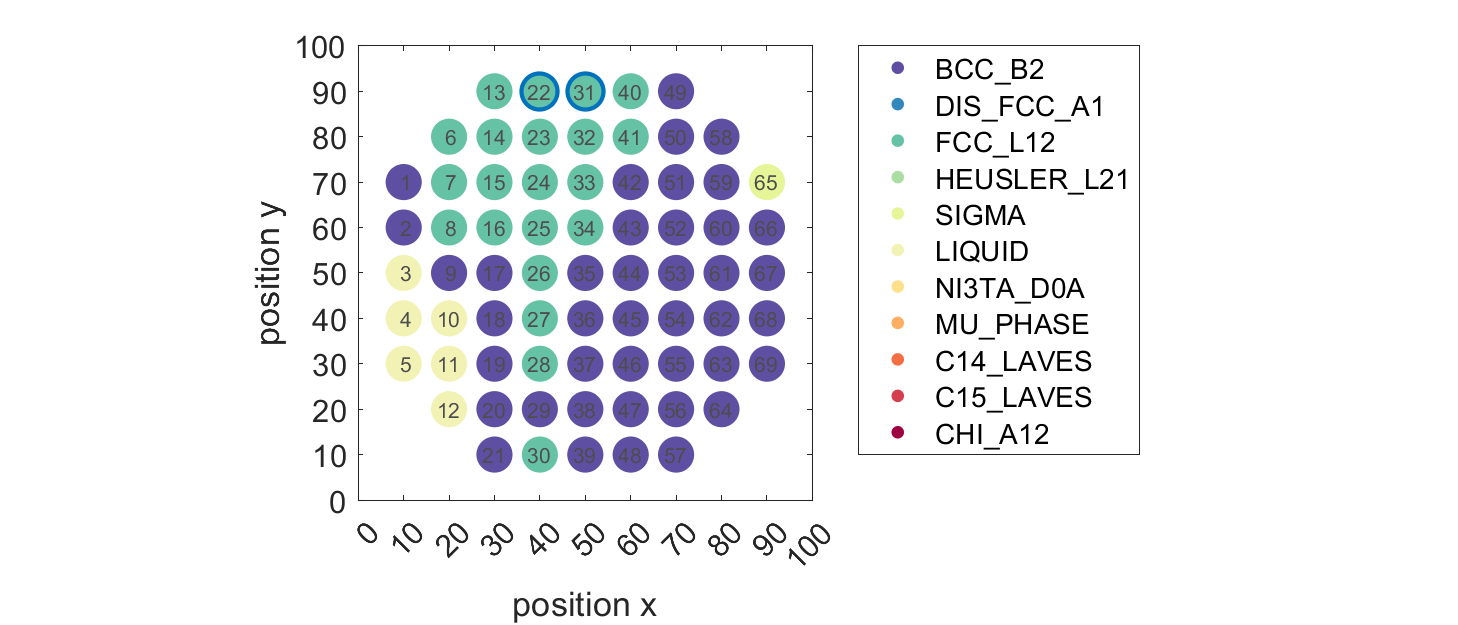 100
90
80
70
60
50
40
30
20
10
0
position y
13 22 31 40 49
6 14 23 32 41 50 58
1 7 15 24 33 42 51 59 65
2 8 16 25 34 43 52 60 66
3 9 17 26 35 44 53 61 67
4 10 18 27 36 45 54 62 68
5 11 19 28 37 46 55 63 69
12 20 29 38 47 56 64
21 30 39 48 57
0 10 20 30 40 50 60 70 80 90 100
position x
BCC_B2
DIS_FCC_A1
FCC_L12
HEUSLER_L21
SIGMA
LIQUID
NI3TA_D0A
MU_PHASE
C14_LAVES
C15_LAVES
CHI_A12